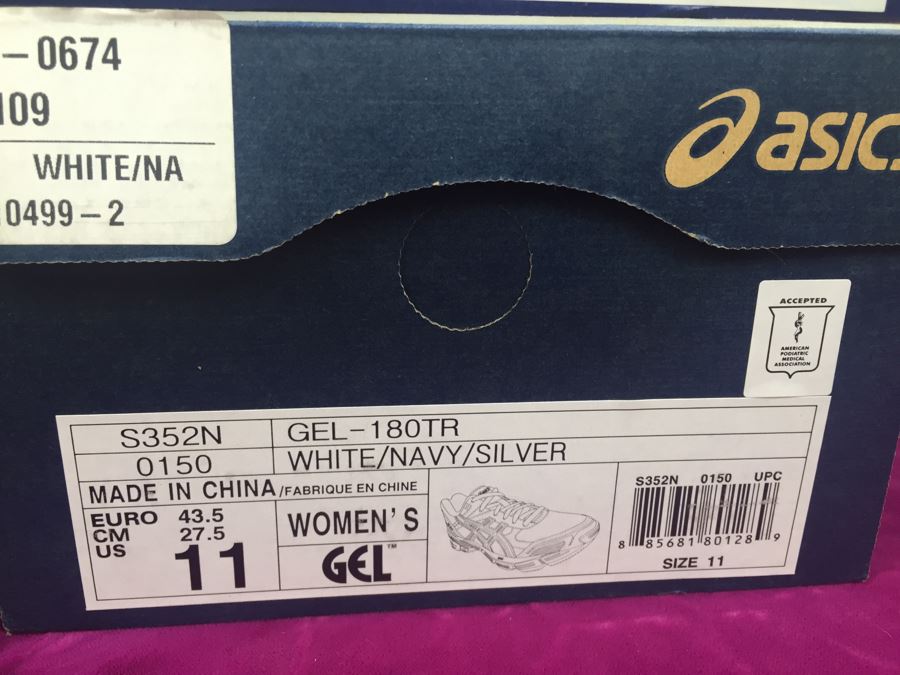 -0674
109
WHITE/NA
0499-2
asics
ACCEPTED
AMERICAN
PODIATRIC
MEDICAL
ASSOCIATION
S352N GEL-180TR
0150 WHITE/NAVY/SILVER
MADE IN CHINA/FABRIQUE EN CHINE
EURO 43.5
CM 27.5
US 11
WOMEN'S
GEL™
S352N 0150 UPC
8 85681 80128 9
SIZE 11